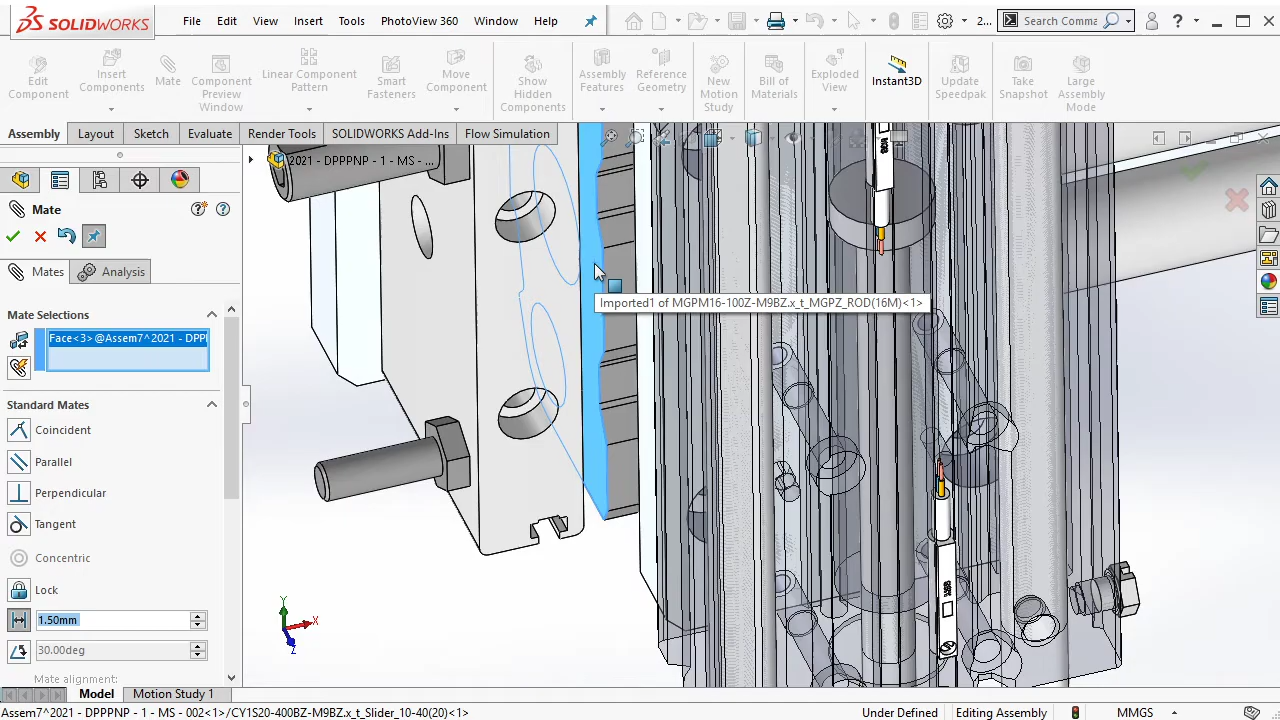 SOLIDWORKS File Edit View Insert Tools PhotoView 360 Window Help 2... Search Comma
Edit Component Insert Components Mate Component Preview Window Linear Component Pattern Smart Fasteners Move Component Show Hidden Components Assembly Features Reference Geometry New Motion Study Bill of Materials Exploded View Instant3D Update Speedpak Take Snapshot Large Assembly Mode
Assembly Layout Sketch Evaluate Render Tools SOLIDWORKS Add-Ins Flow Simulation
2021 - DPPPNP - 1 - MS - ...
Mate
Mates Analysis
Mate Selections
Face<3>@Assem7^2021 - DPPI
Standard Mates
Coincident
Parallel
Perpendicular
Tangent
Concentric
Lock
1.50mm
30.00deg
Mate alignment:
Imported1 of MGPM16-100Z-M9BZ.x_t_MGPZ_ROD(16M)<1>
Y
X
Z
Model Motion Study 1
Assem7^2021 - DPPPNP - 1 - MS - 002<1>/CY1S20-400BZ-M9BZ.x_t_Slider_10-40(20)<1> Under Defined Editing Assembly MMGS